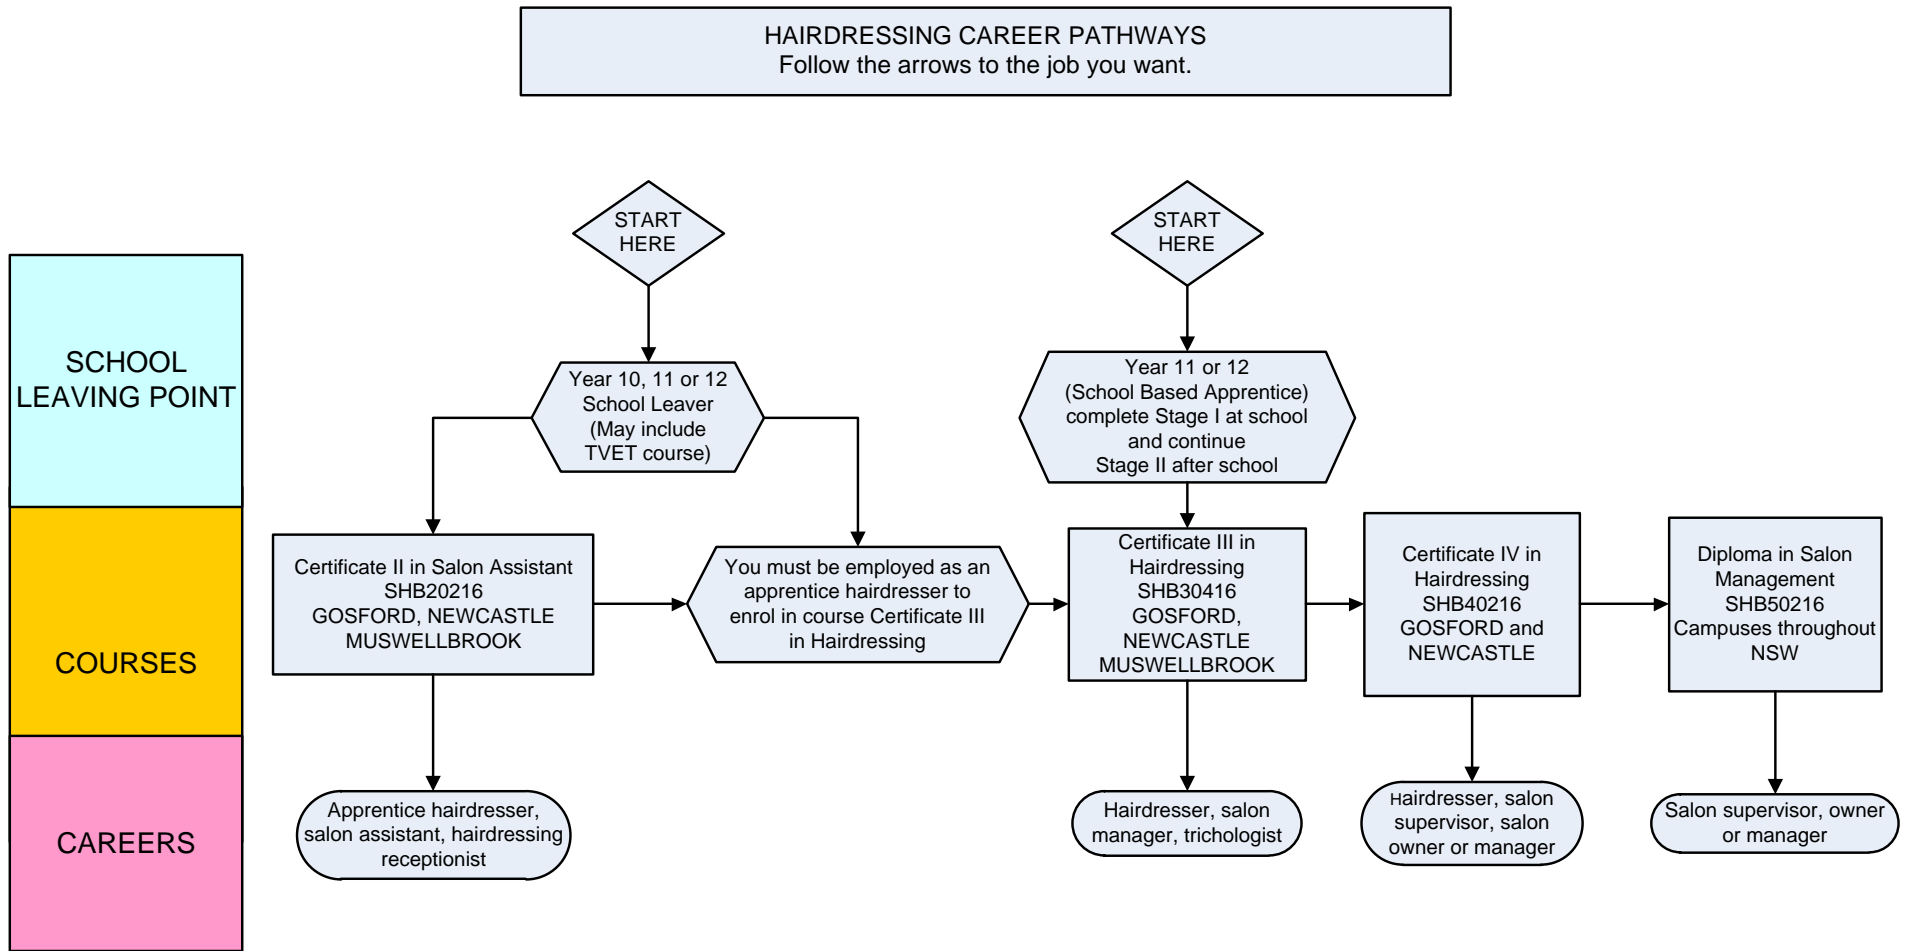 HAIRDRESSING CAREER PATHWAYS
Follow the arrows to the job you want.
START
HERE
START
HERE
SCHOOL
LEAVING POINT
Year 10, 11 or 12
School Leaver
(May include
TVET course)
Year 11 or 12
(School Based Apprentice)
complete Stage I at school
and continue
Stage II after school
COURSES
Certificate II in Salon Assistant
SHB20216
GOSFORD, NEWCASTLE
MUSWELLBROOK
You must be employed as an
apprentice hairdresser to
enrol in course Certificate III
in Hairdressing
Certificate III in
Hairdressing
SHB30416
GOSFORD,
NEWCASTLE
MUSWELLBROOK
Certificate IV in
Hairdressing
SHB40216
GOSFORD and
NEWCASTLE
Diploma in Salon
Management
SHB50216
Campuses throughout
NSW
CAREERS
Apprentice hairdresser,
salon assistant, hairdressing
receptionist
Hairdresser, salon
manager, trichologist
Hairdresser, salon
supervisor, salon
owner or manager
Salon supervisor, owner
or manager